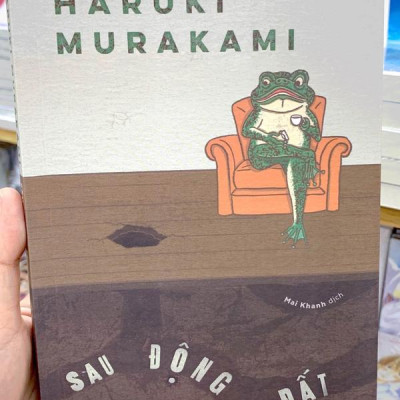 HARUKI
MURAKAMI
Mai Khanh dịch
SAU ĐỘNG ĐẤT